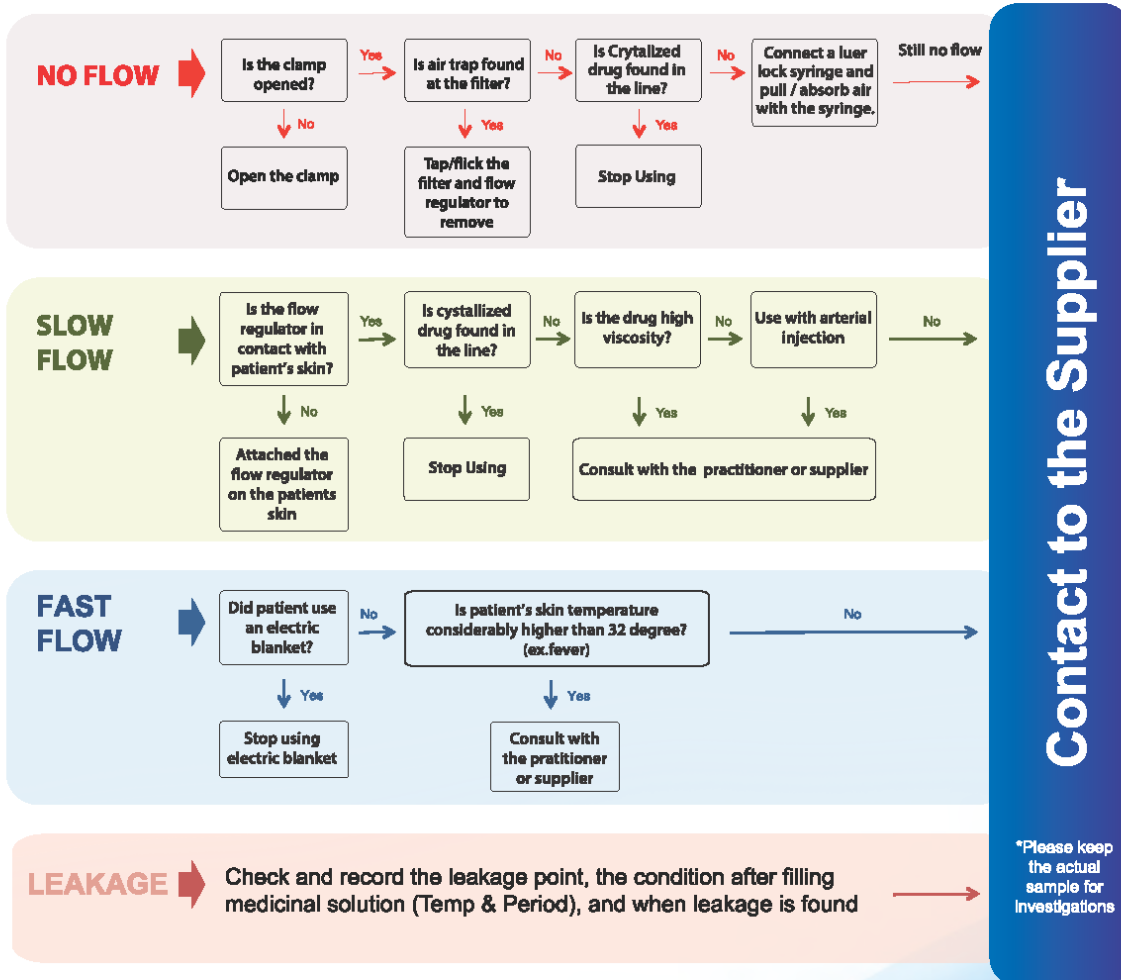 NO FLOW
Is the clamp
opened?
Yes
Is air trap found
at the filter?
No
Is Crytalized
drug found in
the line?
No
Connect a luer
lock syringe and
pull / absorb air
with the syringe.
Still no flow
No
Yes
Yes
Open the clamp
Tap/flick the
filter and flow
regulator to
remove
Stop Using
SLOW
FLOW
Is the flow
regulator in
contact with
patient's skin?
Yes
Is cystallized
drug found in
the line?
No
Is the drug high
viscosity?
No
Use with arterial
injection
No
No
Yes
Yes
Yes
Attached the
flow regulator
on the patients
skin
Stop Using
Consult with the practitioner or supplier
FAST
FLOW
Did patient use
an electric
blanket?
No
Is patient's skin temperature
considerably higher than 32 degree?
(ex.fever)
No
Yes
Yes
Stop using
electric blanket
Consult with
the pratitioner
or supplier
LEAKAGE
Check and record the leakage point, the condition after filling
medicinal solution (Temp & Period), and when leakage is found
Contact to the Supplier
*Please keep
the actual
sample for
investigations